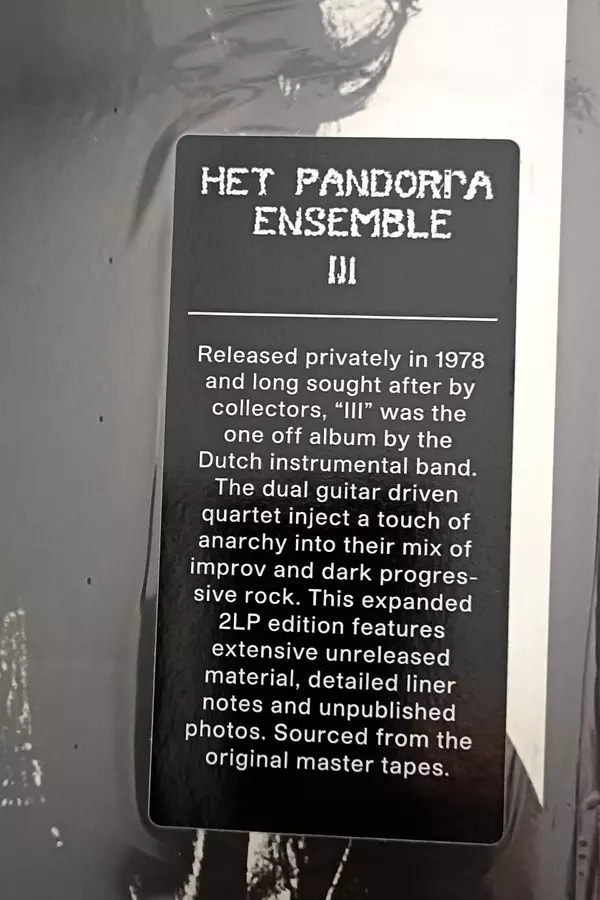 HET PANDORRA
ENSEMBLE
III
Released privately in 1978
and long sought after by
collectors, “III” was the
one off album by the
Dutch instrumental band.
The dual guitar driven
quartet inject a touch of
anarchy into their mix of
improv and dark progres-
sive rock. This expanded
2LP edition features
extensive unreleased
material, detailed liner
notes and unpublished
photos. Sourced from the
original master tapes.